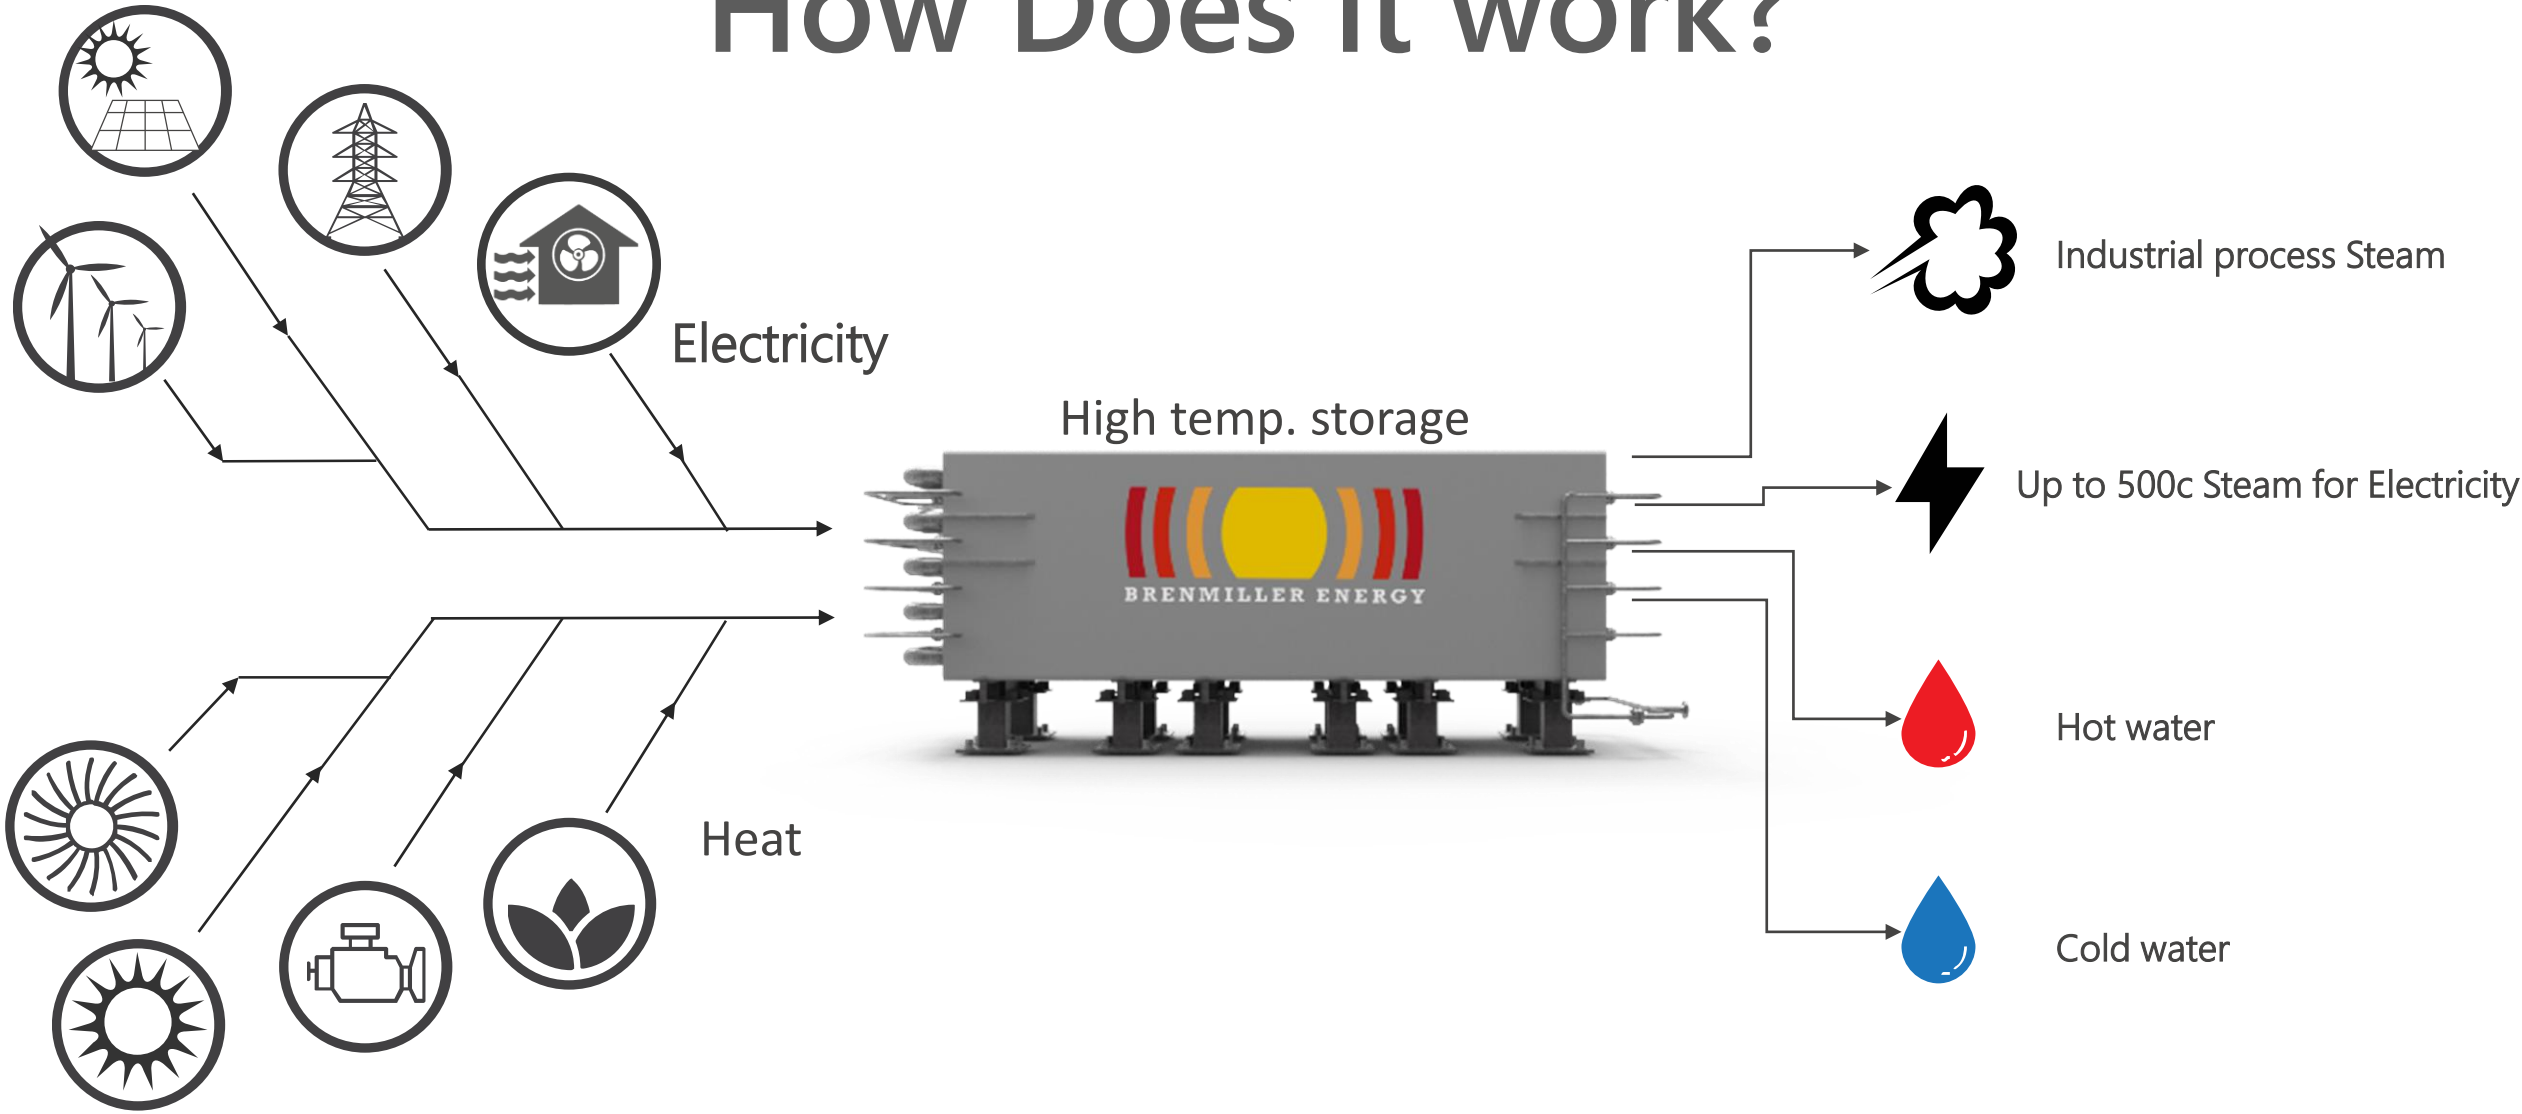 How Does it work?
Electricity
High temp. storage
BRENMILLER ENERGY
Heat
Industrial process Steam
Up to 500c Steam for Electricity
Hot water
Cold water